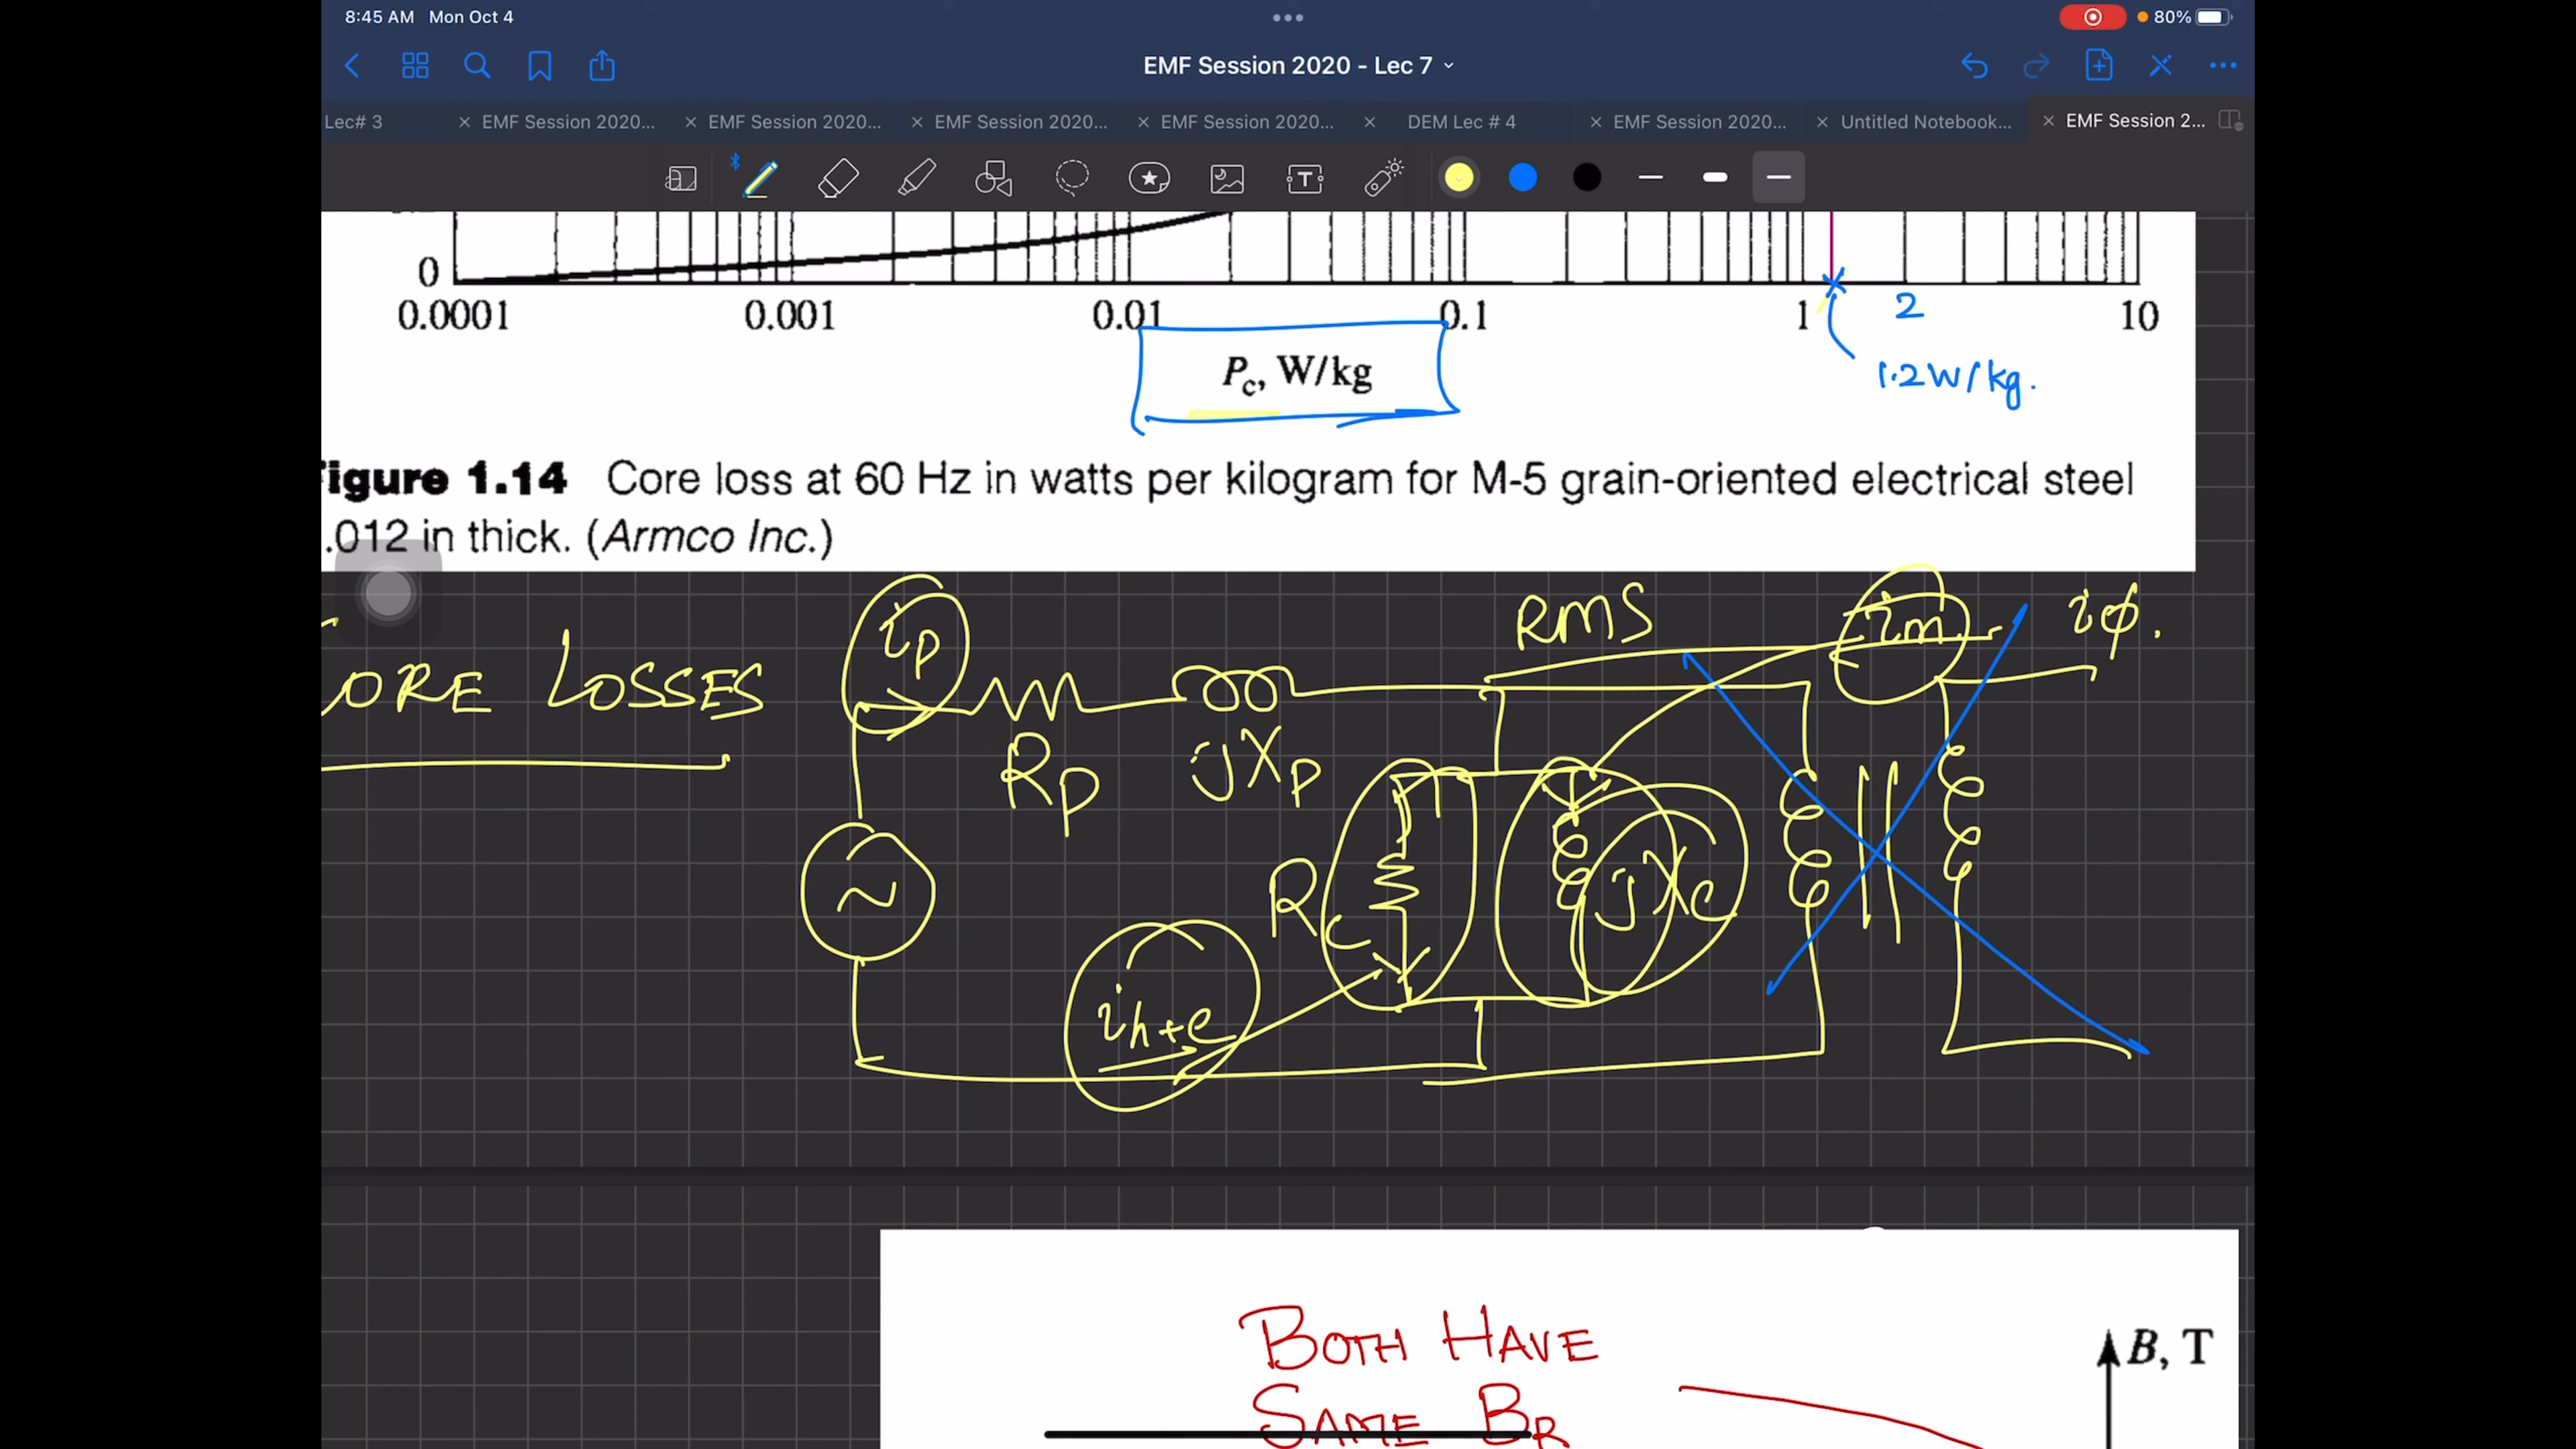 8:45 AM Mon Oct 4
80%
EMF Session 2020 - Lec 7
Lec# 3
EMF Session 2020...
EMF Session 2020...
EMF Session 2020...
EMF Session 2020...
DEM Lec # 4
EMF Session 2020...
Untitled Notebook...
EMF Session 2...
0
0.0001 0.001 0.01 0.1 1 2 10
Pc, W/kg
1.2W/kg.
igure 1.14 Core loss at 60 Hz in watts per kilogram for M-5 grain-oriented electrical steel
.012 in thick. (Armco Inc.)
CORE LOSSES
ip
RMS
im
iφ.
Rp
jXp
Rc
jXc
ih+e
BOTH HAVE
SAME BR
B, T